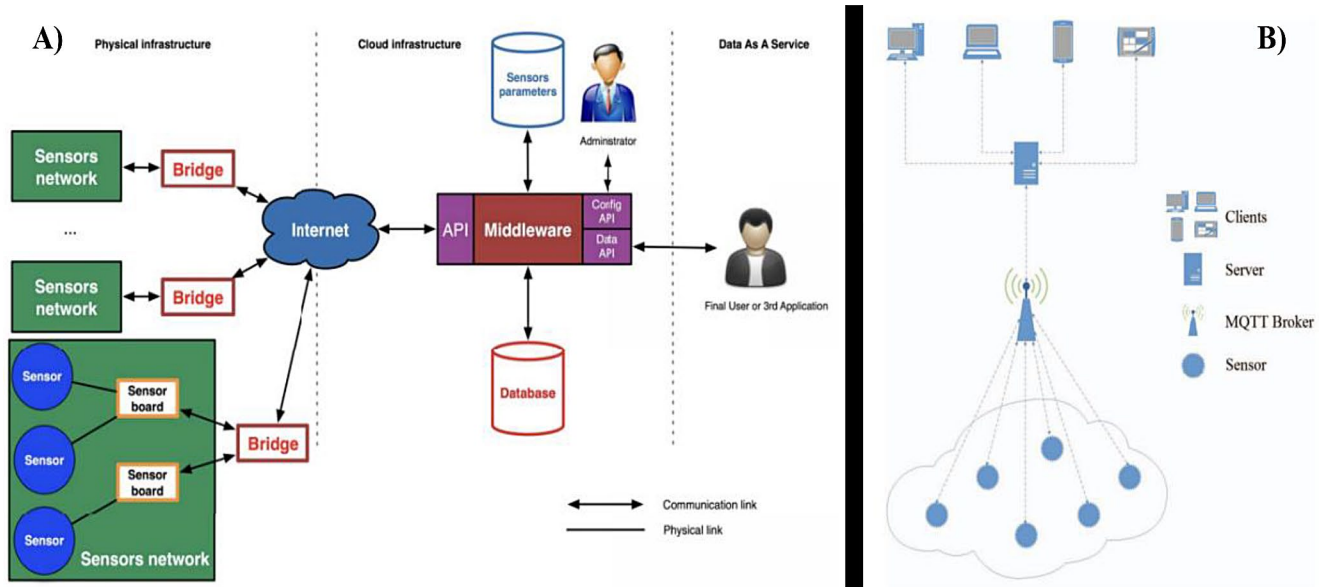 A)
Physical infrastructure
Cloud infrastructure
Data As A Service
Sensors
parameters
Adminstrator
Sensors
network
Bridge
...
Internet
API
Middleware
Config
API
Data
API
Final User or 3rd Application
Sensors
network
Bridge
Sensor
Sensor
board
Sensor
Sensor
board
Sensor
Bridge
Sensors network
Database
Communication link
Physical link
B)
Clients
Server
MQTT Broker
Sensor